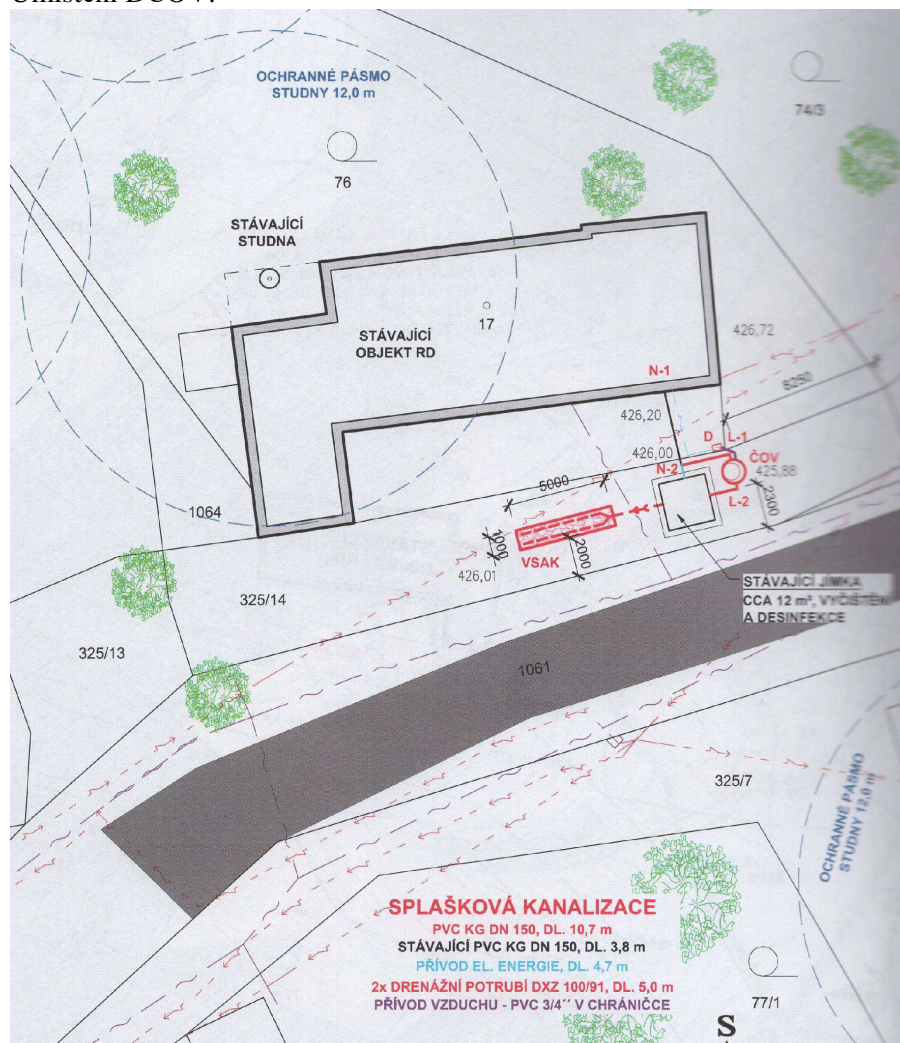 Umístění DČOV:
OCHRANNÉ PÁSMO
STUDNY 12,0 m
74/3
76
STÁVAJÍCÍ
STUDNA
17
STÁVAJÍCÍ
OBJEKT RD
426,72
N-1
8250
426,20
D
L-1
426,00
ČOV
N-2
425,88
5000
L-2
2300
1064
1000
VSAK
2000
426,01
STÁVAJÍCÍ JÍMKA
CCA 12 m³, VYČIŠTĚNÍ
A DESINFEKCE
325/14
325/13
1061
325/7
OCHRANNÉ PÁSMO
STUDNY 12,0 m
SPLAŠKOVÁ KANALIZACE
PVC KG DN 150, DL. 10,7 m
STÁVAJÍCÍ PVC KG DN 150, DL. 3,8 m
PŘÍVOD EL. ENERGIE, DL. 4,7 m
2x DRENÁŽNÍ POTRUBÍ DXZ 100/91, DL. 5,0 m
PŘÍVOD VZDUCHU - PVC 3/4´´ V CHRÁNIČCE
77/1
S